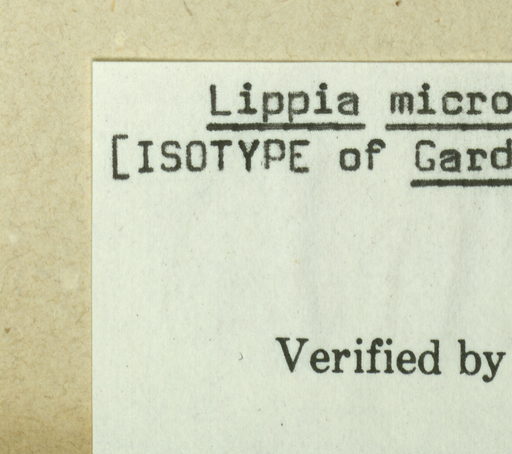 Lippia micro
[ISOTYPE of Gard
Verified by